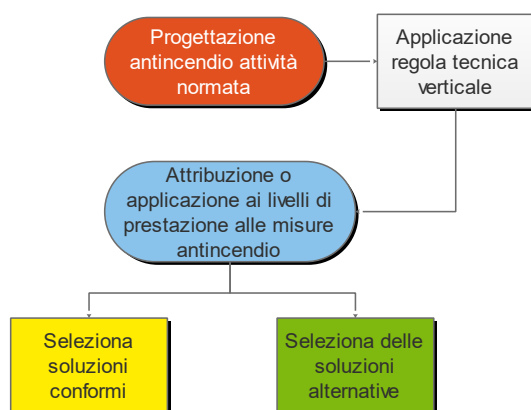 Progettazione
antincendio attività
normata
Applicazione
regola tecnica
verticale
Attribuzione o
applicazione ai livelli di
prestazione alle misure
antincendio
Seleziona
soluzioni
conformi
Seleziona delle
soluzioni
alternative